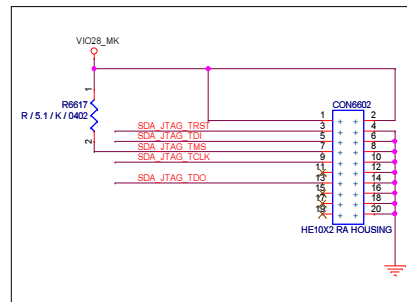 VIO28_MK
1
R6617
R / 5.1 / K / 0402
2
CON6602
1 2
SDA_JTAG_TRST 3 4
SDA_JTAG_TDI 5 6
SDA_JTAG_TMS 7 8
SDA_JTAG_TCLK 9 10
11 12
SDA_JTAG_TDO 13 14
15 16
17 18
19 20
HE10X2 RA HOUSING